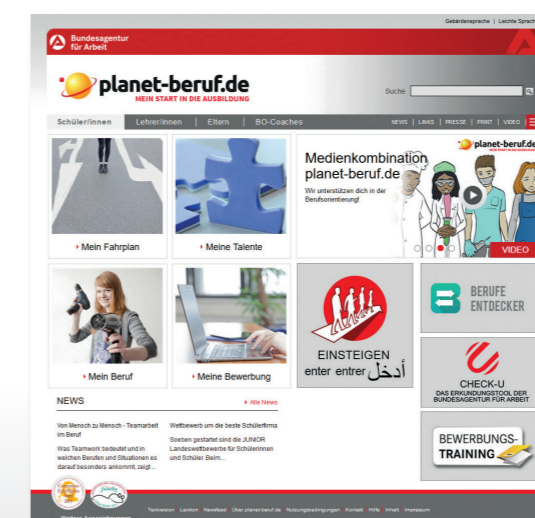 Gebärdensprache | Leichte Sprach
Bundesagentur
für Arbeit
planet-beruf.de
MEIN START IN DIE AUSBILDUNG
Suche
Schüler/innen | Lehrer/innen | Eltern | BO-Coaches
NEWS | LINKS | PRESSE | PRINT | VIDEO |
Mein Fahrplan
Meine Talente
Medienkombination
planet-beruf.de
Wir unterstützen dich in der
Berufsorientierung!
planet-beruf.de
MEIN START IN DIE AUSBILDUNG
VIDEO
Mein Beruf
Meine Bewerbung
EINSTEIGEN
enter entrer أدخل
BERUFE
ENTDECKER
CHECK-U
DAS ERKUNDUNGSTOOL DER
BUNDESAGENTUR FÜR ARBEIT
BEWERBUNGS-
TRAINING
NEWS
Alle News
Von Mensch zu Mensch - Teamarbeit
im Beruf
Was Teamwork bedeutet und in
welchen Berufen und Situationen es
darauf besonders ankommt, zeigt...
Wettbewerb um die beste Schülerfirma
Soeben gestartet sind die JUNIOR
Landeswettbewerbe für Schülerinnen
und Schüler. Beim...
Textversion Lexikon Newsfeed Über planet-beruf.de Nutzungsbedingungen Kontakt Hilfe Inhalt Impressum